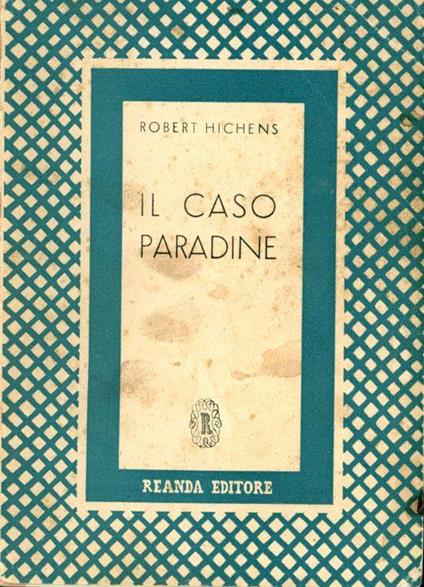 ROBERT HICHENS
IL CASO
PARADINE
R
REANDA EDITORE